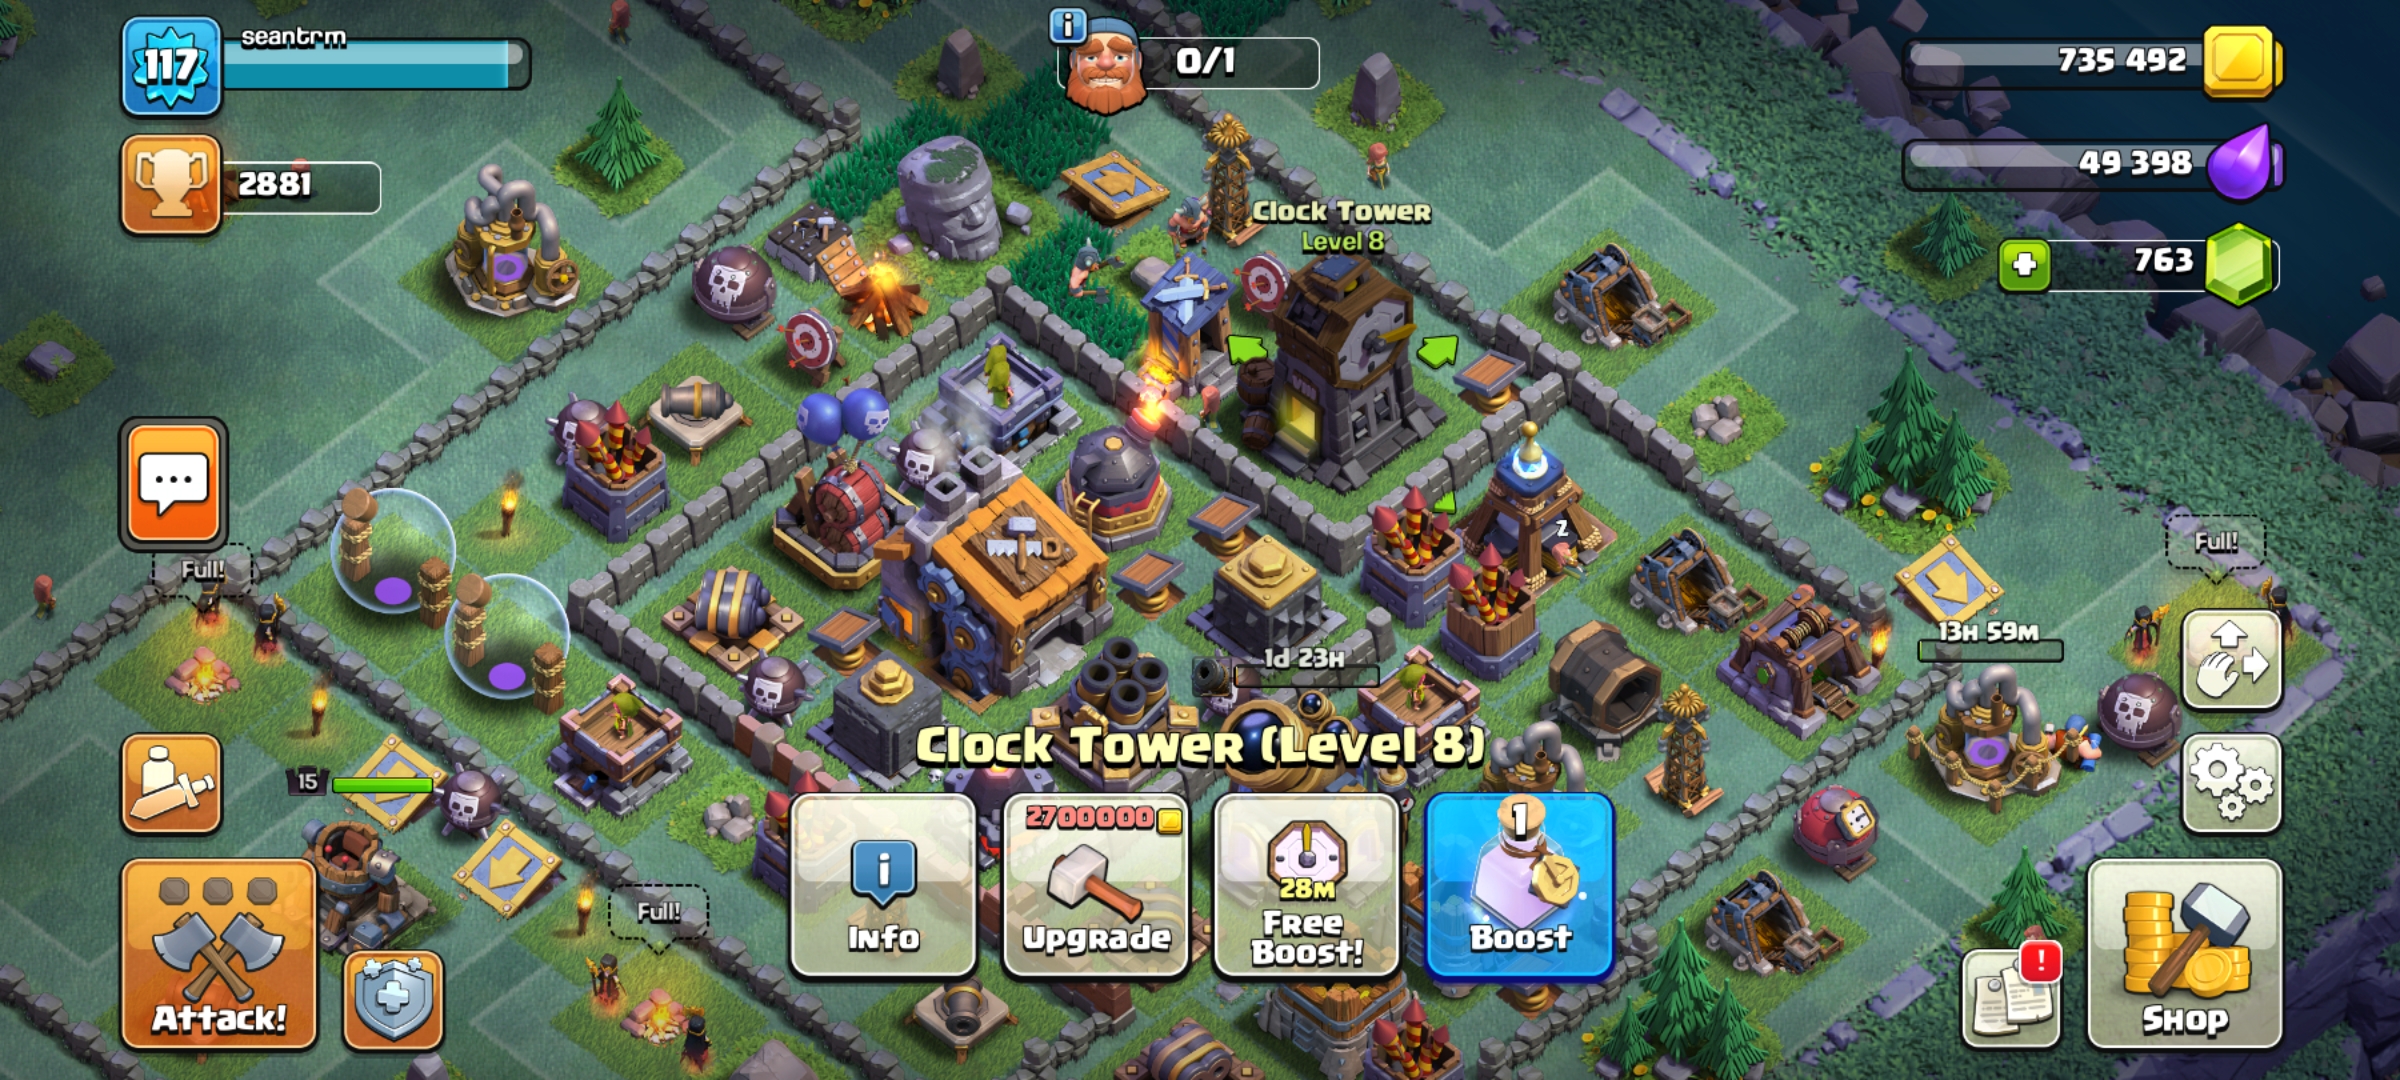 117
seantrm
0/1
735 492
2881
49 398
763
Clock Tower
Level 8
VIII
z
Full!
Full!
13H 59M
1d 23H
Clock Tower (Level 8)
15
2700000
1
28M
Full!
Info
Upgrade
Free
Boost!
Boost
!
Attack!
Shop